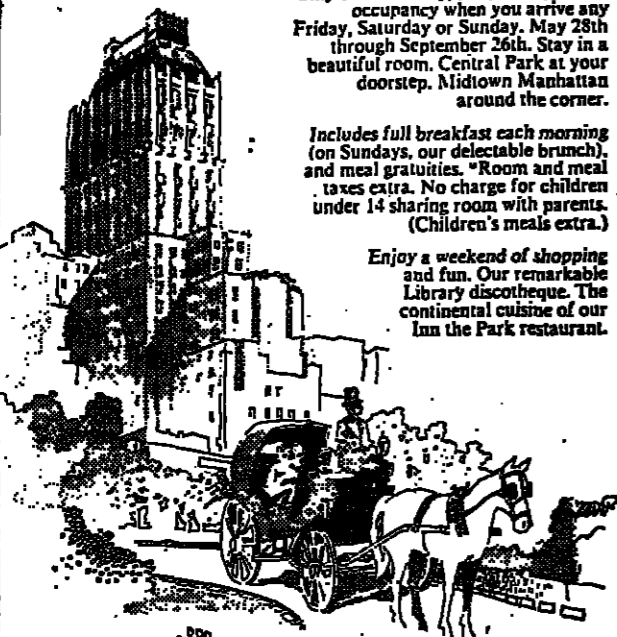 occupancy when you arrive any
Friday, Saturday or Sunday. May 28th
through September 26th. Stay in a
beautiful room. Central Park at your
doorstep. Midtown Manhattan
around the corner.
Includes full breakfast each morning
(on Sundays, our delectable brunch),
and meal gratuities. *Room and meal
taxes extra. No charge for children
under 14 sharing room with parents.
(Children's meals extra.)
Enjoy a weekend of shopping
and fun. Our remarkable
Library discotheque. The
continental cuisine of our
Inn the Park restaurant.